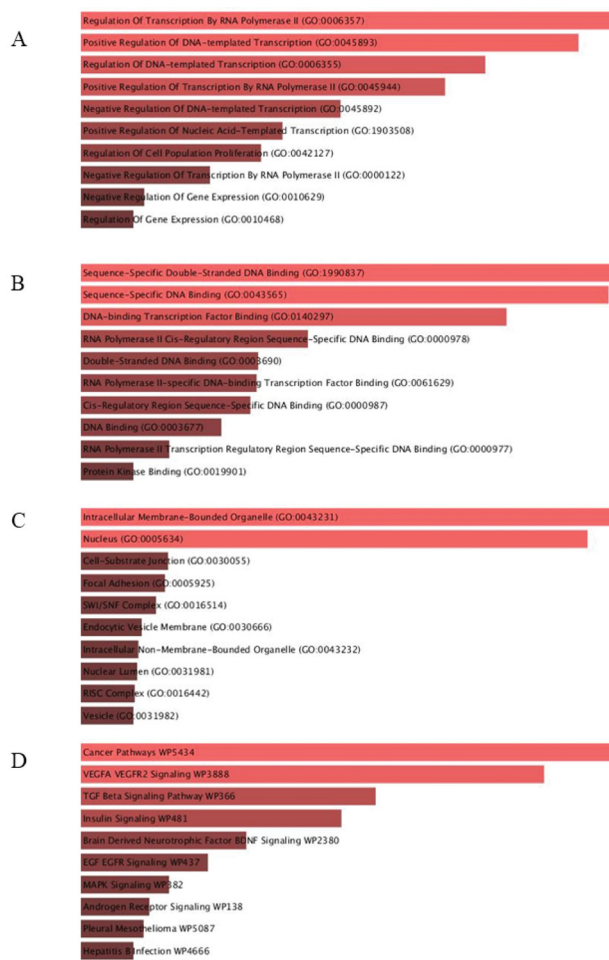 A
Regulation Of Transcription By RNA Polymerase II (GO:0006357)
Positive Regulation Of DNA-templated Transcription (GO:0045893)
Regulation Of DNA-templated Transcription (GO:0006355)
Positive Regulation Of Transcription By RNA Polymerase II (GO:0045944)
Negative Regulation Of DNA-templated Transcription (GO:0045892)
Positive Regulation Of Nucleic Acid-Templated Transcription (GO:1903508)
Regulation Of Cell Population Proliferation (GO:0042127)
Negative Regulation Of Transcription By RNA Polymerase II (GO:0000122)
Negative Regulation Of Gene Expression (GO:0010629)
Regulation Of Gene Expression (GO:0010468)
B
Sequence-Specific Double-Stranded DNA Binding (GO:1990837)
Sequence-Specific DNA Binding (GO:0043565)
DNA-binding Transcription Factor Binding (GO:0140297)
RNA Polymerase II Cis-Regulatory Region Sequence-Specific DNA Binding (GO:0000978)
Double-Stranded DNA Binding (GO:0003690)
RNA Polymerase II-specific DNA-binding Transcription Factor Binding (GO:0061629)
Cis-Regulatory Region Sequence-Specific DNA Binding (GO:0000987)
DNA Binding (GO:0003677)
RNA Polymerase II Transcription Regulatory Region Sequence-Specific DNA Binding (GO:0000977)
Protein Kinase Binding (GO:0019901)
C
Intracellular Membrane-Bounded Organelle (GO:0043231)
Nucleus (GO:0005634)
Cell-Substrate Junction (GO:0030055)
Focal Adhesion (GO:0005925)
SWI/SNF Complex (GO:0016514)
Endocytic Vesicle Membrane (GO:0030666)
Intracellular Non-Membrane-Bounded Organelle (GO:0043232)
Nuclear Lumen (GO:0031981)
RISC Complex (GO:0016442)
Vesicle (GO:0031982)
D
Cancer Pathways WP5434
VEGFA VEGFR2 Signaling WP3888
TGF Beta Signaling Pathway WP366
Insulin Signaling WP481
Brain Derived Neurotrophic Factor BDNF Signaling WP2380
EGF EGFR Signaling WP437
MAPK Signaling WP382
Androgen Receptor Signaling WP138
Pleural Mesothelioma WP5087
Hepatitis B Infection WP4666